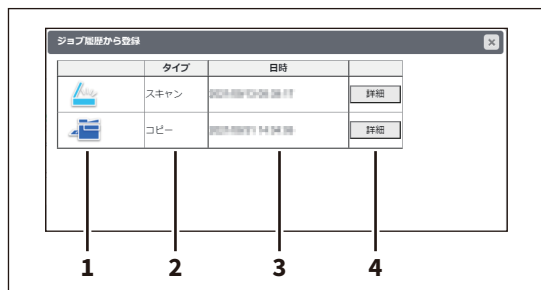 ジョブ履歴から登録
タイプ 日時
スキャン 詳細
コピー 詳細
1 2 3 4